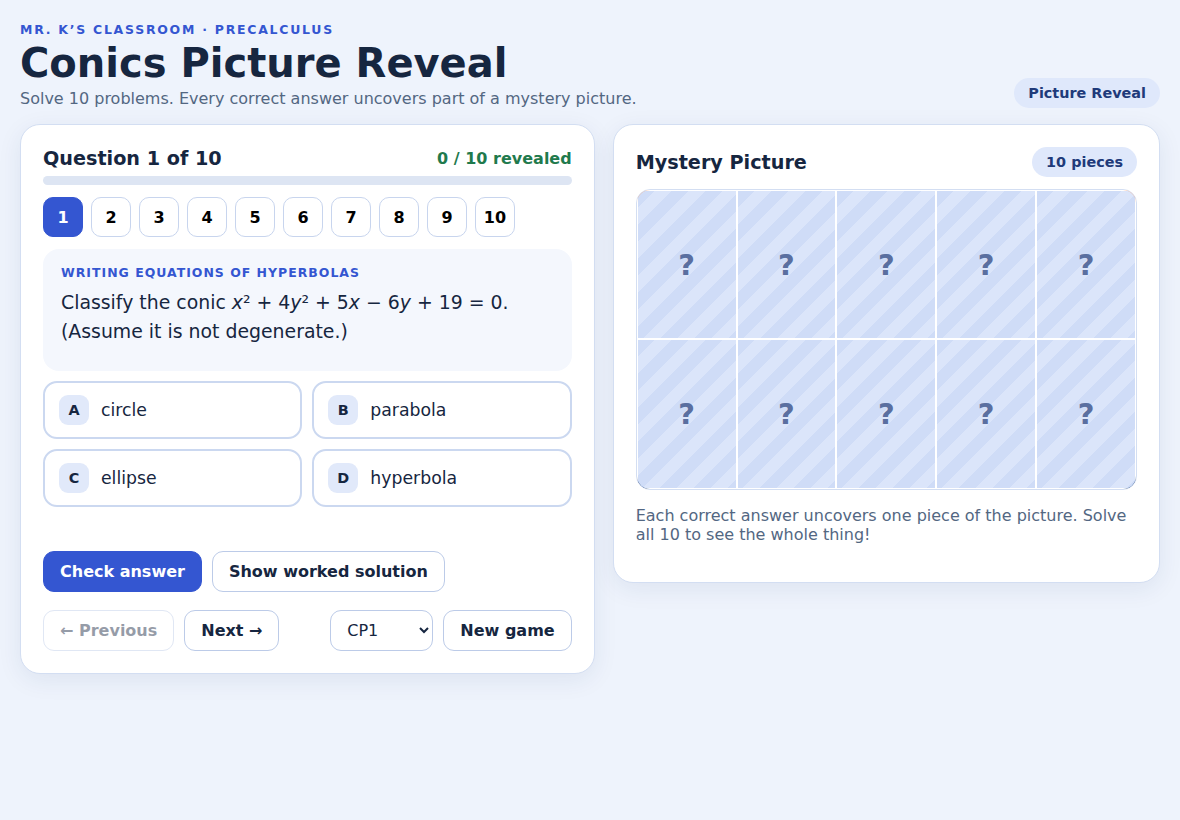 MR. K’S CLASSROOM · PRECALCULUS
Conics Picture Reveal
Solve 10 problems. Every correct answer uncovers part of a mystery picture.
Picture Reveal
Question 1 of 10
0 / 10 revealed
1 2 3 4 5 6 7 8 9 10
WRITING EQUATIONS OF HYPERBOLAS
Classify the conic x² + 4y² + 5x − 6y + 19 = 0.
(Assume it is not degenerate.)
A circle
B parabola
C ellipse
D hyperbola
Check answer
Show worked solution
← Previous
Next →
CP1
New game
Mystery Picture
10 pieces
? ? ? ? ?
? ? ? ? ?
Each correct answer uncovers one piece of the picture. Solve
all 10 to see the whole thing!